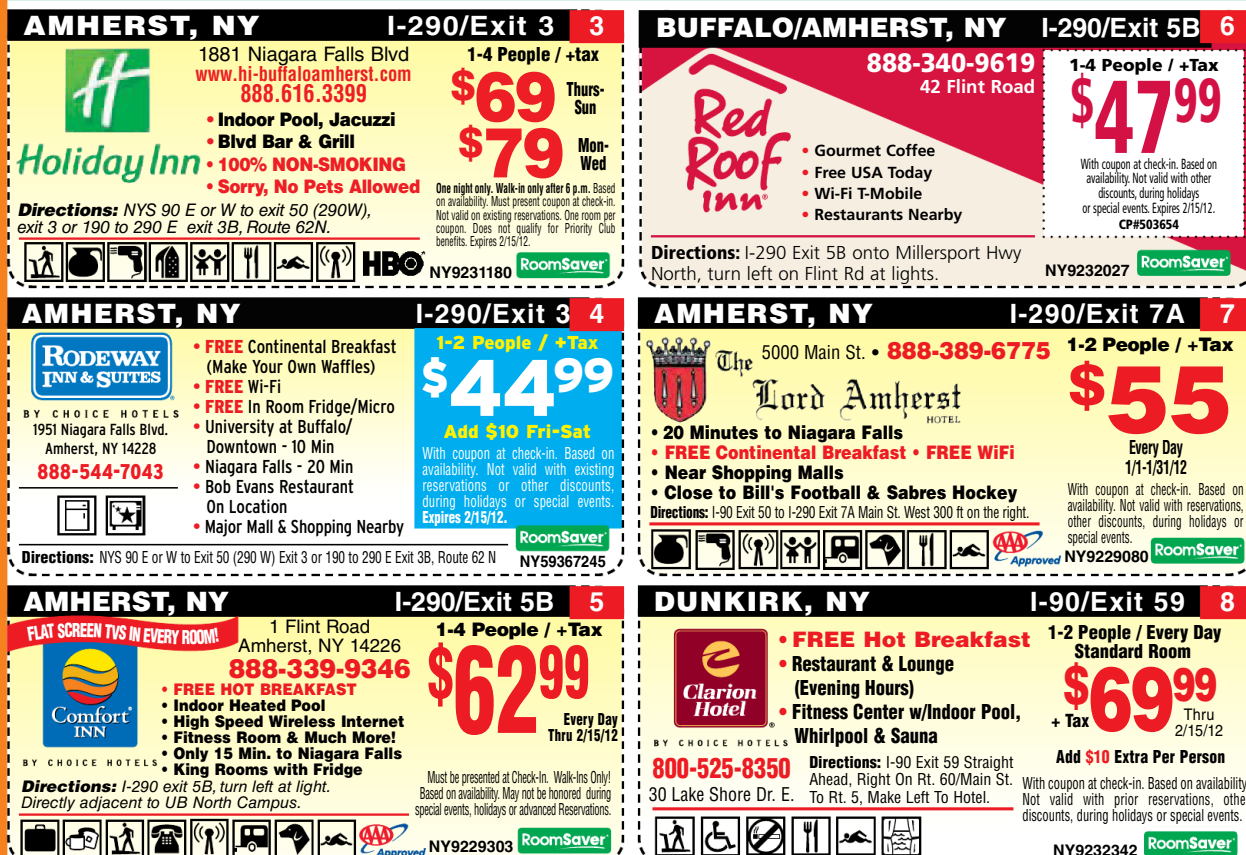 AMHERST, NY I-290/Exit 3 3
1881 Niagara Falls Blvd
www.hi-buffaloamherst.com
888.616.3399
Holiday Inn
• Indoor Pool, Jacuzzi
• Blvd Bar & Grill
• 100% NON-SMOKING
• Sorry, No Pets Allowed
1-4 People / +tax
$69 Thurs-
Sun
$79 Mon-
Wed
One night only. Walk-in only after 6 p.m. Based
on availability. Must present coupon at check-in.
Not valid on existing reservations. One room per
coupon. Does not qualify for Priority Club
benefits. Expires 2/15/12.
Directions: NYS 90 E or W to exit 50 (290W),
exit 3 or 190 to 290 E exit 3B, Route 62N.
HBO®
NY9231180 RoomSaver
AMHERST, NY I-290/Exit 3 4
RODEWAY
INN & SUITES
BY CHOICE HOTELS
1951 Niagara Falls Blvd.
Amherst, NY 14228
888-544-7043
• FREE Continental Breakfast
(Make Your Own Waffles)
• FREE Wi-Fi
• FREE In Room Fridge/Micro
• University at Buffalo/
Downtown - 10 Min
• Niagara Falls - 20 Min
• Bob Evans Restaurant
On Location
• Major Mall & Shopping Nearby
1-2 People / +Tax
$44 99
Add $10 Fri-Sat
With coupon at check-in. Based on
availability. Not valid with existing
reservations or other discounts,
during holidays or special events.
Expires 2/15/12.
RoomSaver
Directions: NYS 90 E or W to Exit 50 (290 W) Exit 3 or 190 to 290 E Exit 3B, Route 62 N
NY59367245
AMHERST, NY I-290/Exit 5B 5
FLAT SCREEN TVS IN EVERY ROOM!
Comfort
INN
BY CHOICE HOTELS
1 Flint Road
Amherst, NY 14226
888-339-9346
• FREE HOT BREAKFAST
• Indoor Heated Pool
• High Speed Wireless Internet
• Fitness Room & Much More!
• Only 15 Min. to Niagara Falls
• King Rooms with Fridge
Directions: I-290 exit 5B, turn left at light.
Directly adjacent to UB North Campus.
1-4 People / +Tax
$62 99
Every Day
Thru 2/15/12
Must be presented at Check-In. Walk-Ins Only!
Based on availability. May not be honored during
special events, holidays or advanced Reservations.
AAA
Approved
NY9229303 RoomSaver
BUFFALO/AMHERST, NY I-290/Exit 5B 6
888-340-9619
42 Flint Road
Red
Roof
Inn®
• Gourmet Coffee
• Free USA Today
• Wi-Fi T-Mobile
• Restaurants Nearby
1-4 People / +Tax
$47 99
With coupon at check-in. Based on
availability. Not valid with other
discounts, during holidays
or special events. Expires 2/15/12.
CP#503654
Directions: I-290 Exit 5B onto Millersport Hwy
North, turn left on Flint Rd at lights.
NY9232027 RoomSaver
AMHERST, NY I-290/Exit 7A 7
5000 Main St. • 888-389-6775
The
Lord Amherst
HOTEL
• 20 Minutes to Niagara Falls
• FREE Continental Breakfast • FREE WiFi
• Near Shopping Malls
• Close to Bill's Football & Sabres Hockey
Directions: I-90 Exit 50 to I-290 Exit 7A Main St. West 300 ft on the right.
1-2 People / +Tax
$55
Every Day
1/1-1/31/12
With coupon at check-in. Based on
availability. Not valid with reservations,
other discounts, during holidays or
special events.
AAA
Approved
NY9229080 RoomSaver
DUNKIRK, NY I-90/Exit 59 8
Clarion
Hotel®
BY CHOICE HOTELS
800-525-8350
30 Lake Shore Dr. E.
• FREE Hot Breakfast
• Restaurant & Lounge
(Evening Hours)
• Fitness Center w/Indoor Pool,
Whirlpool & Sauna
Directions: I-90 Exit 59 Straight
Ahead, Right On Rt. 60/Main St.
To Rt. 5, Make Left To Hotel.
1-2 People / Every Day
Standard Room
+ Tax $69 99 Thru
2/15/12
Add $10 Extra Per Person
With coupon at check-in. Based on availability
Not valid with prior reservations, othe
discounts, during holidays or special events.
NY9232342 RoomSaver